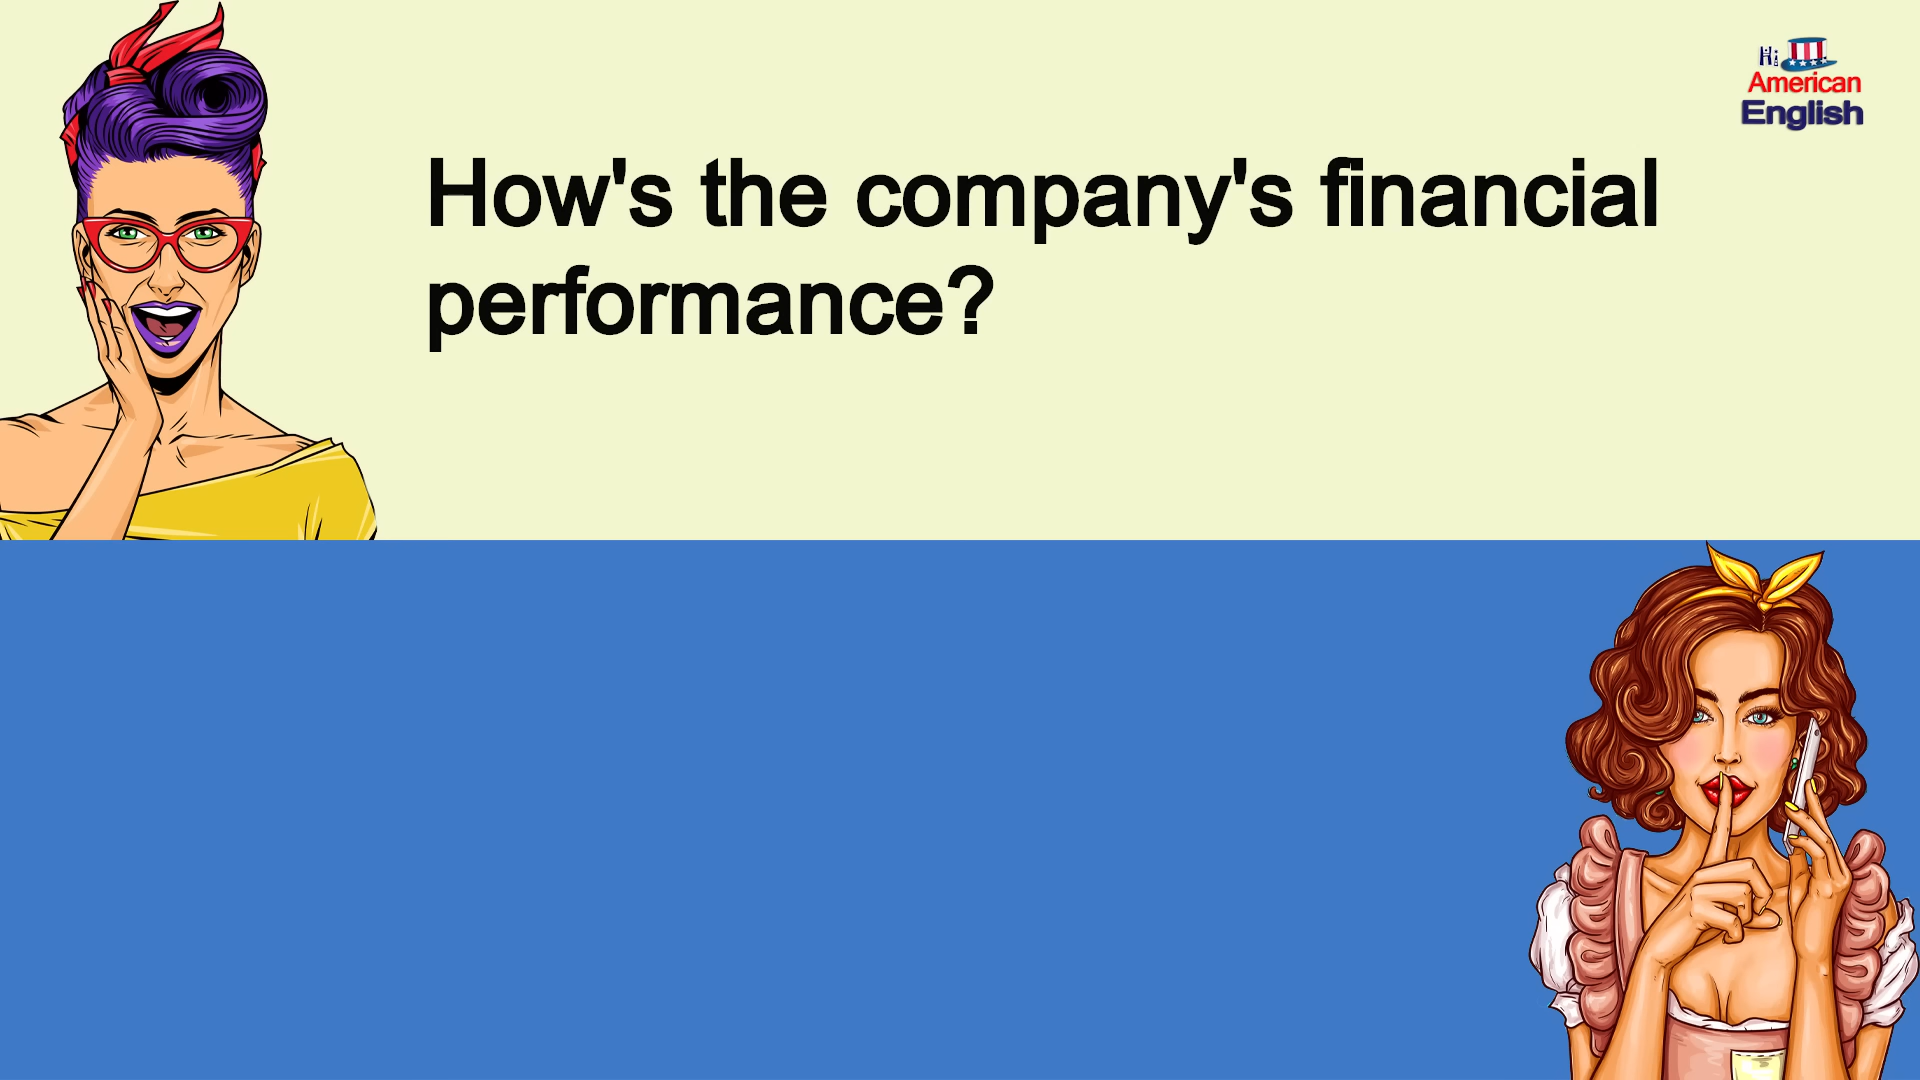 Hi
American
English
How's the company's financial
performance?